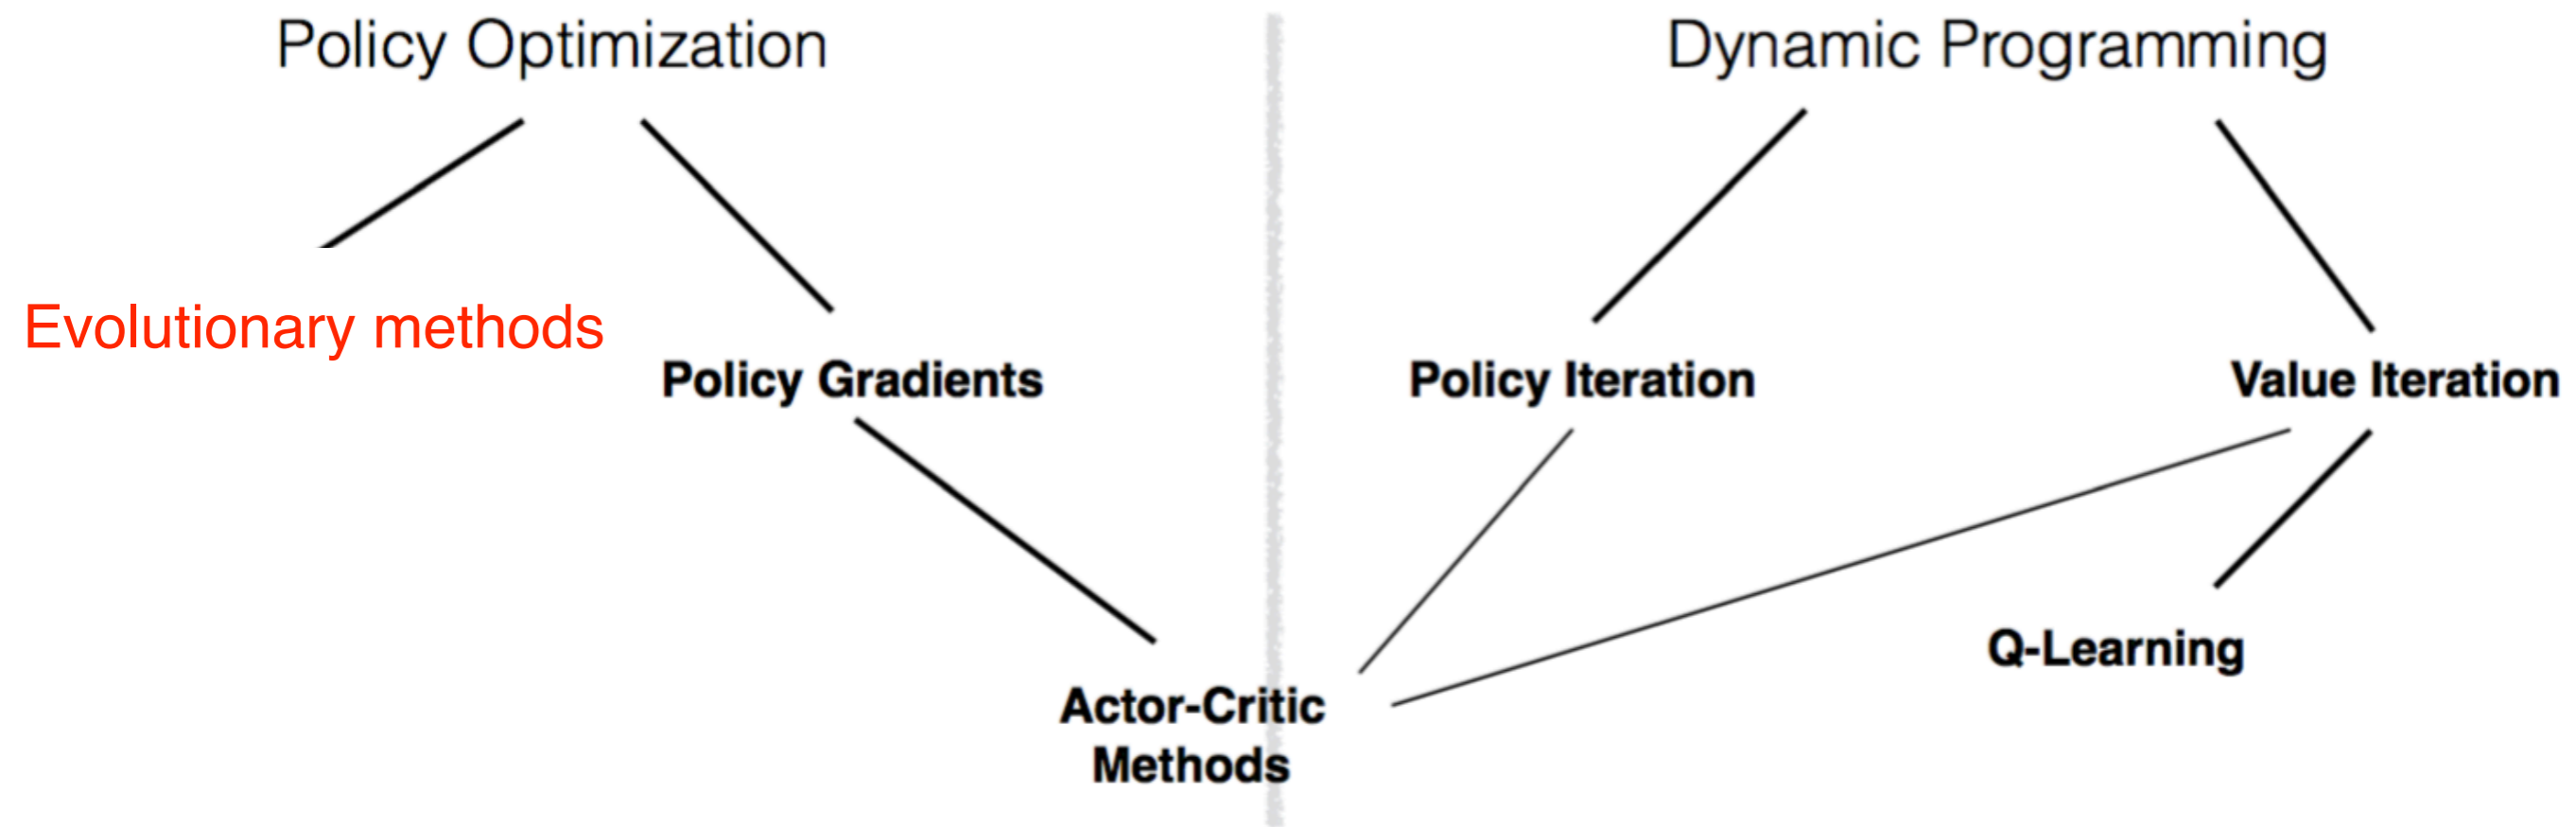 Policy Optimization
Dynamic Programming
Evolutionary methods
Policy Gradients
Policy Iteration
Value Iteration
Q-Learning
Actor-Critic
Methods